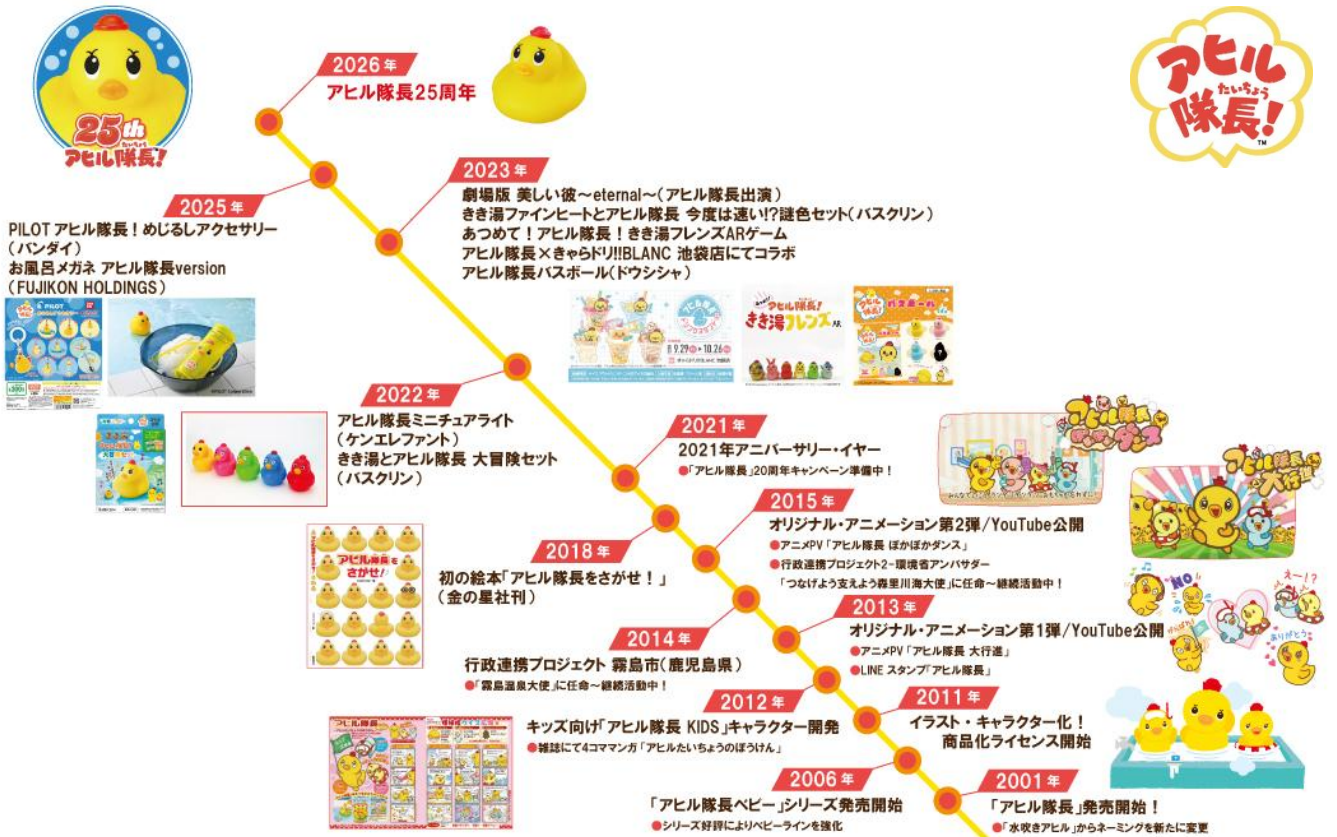 25th
たいちょう
アヒル隊長!
2026年
アヒル隊長25周年
アヒル
たいちょう
隊長!
TM
2025年
PILOT アヒル隊長！めじるしアクセサリー
（バンダイ）
お風呂メガネ アヒル隊長version
（FUJIKON HOLDINGS）
2023年
劇場版 美しい彼～eternal～（アヒル隊長出演）
きき湯ファインヒートとアヒル隊長 今度は速い!?謎色セット（バスクリン）
あつめて！アヒル隊長！きき湯フレンズARゲーム
アヒル隊長×きゃらドリ!!BLANC 池袋店にてコラボ
アヒル隊長バスボール（ドウシシャ）
PILOT
9.29 10.26
アヒル隊長!
きき湯フレンズ AR
バスボール
2022年
アヒル隊長ミニチュアライト
（ケンエレファント）
きき湯とアヒル隊長 大冒険セット
（バスクリン）
2021年
2021年アニバーサリー・イヤー
●「アヒル隊長」20周年キャンペーン準備中！
アヒル隊長
ぽかぽかダンス
アヒル隊長
大行進
2018年
初の絵本「アヒル隊長をさがせ！」
（金の星社刊）
アヒル隊長を
さがせ!
2015年
オリジナル・アニメーション第2弾/YouTube公開
●アニメPV「アヒル隊長 ぽかぽかダンス」
●行政連携プロジェクト2-環境省アンバサダー
「つなげよう支えよう森里川海大使」に任命～継続活動中！
2014年
行政連携プロジェクト 霧島市（鹿児島県）
●「霧島温泉大使」に任命～継続活動中！
2013年
オリジナル・アニメーション第1弾/YouTube公開
●アニメPV「アヒル隊長 大行進」
●LINE スタンプ「アヒル隊長」
NO
えー!?
がんばれ!
ありがとう
2012年
キッズ向け「アヒル隊長 KIDS」キャラクター開発
●雑誌にて4コママンガ「アヒルたいちょうのぼうけん」
アヒル隊長
2011年
イラスト・キャラクター化！
商品化ライセンス開始
2006年
「アヒル隊長ベビー」シリーズ発売開始
●シリーズ好評によりベビーラインを強化
2001年
「アヒル隊長」発売開始！
●「水吹きアヒル」からネーミングを新たに変更